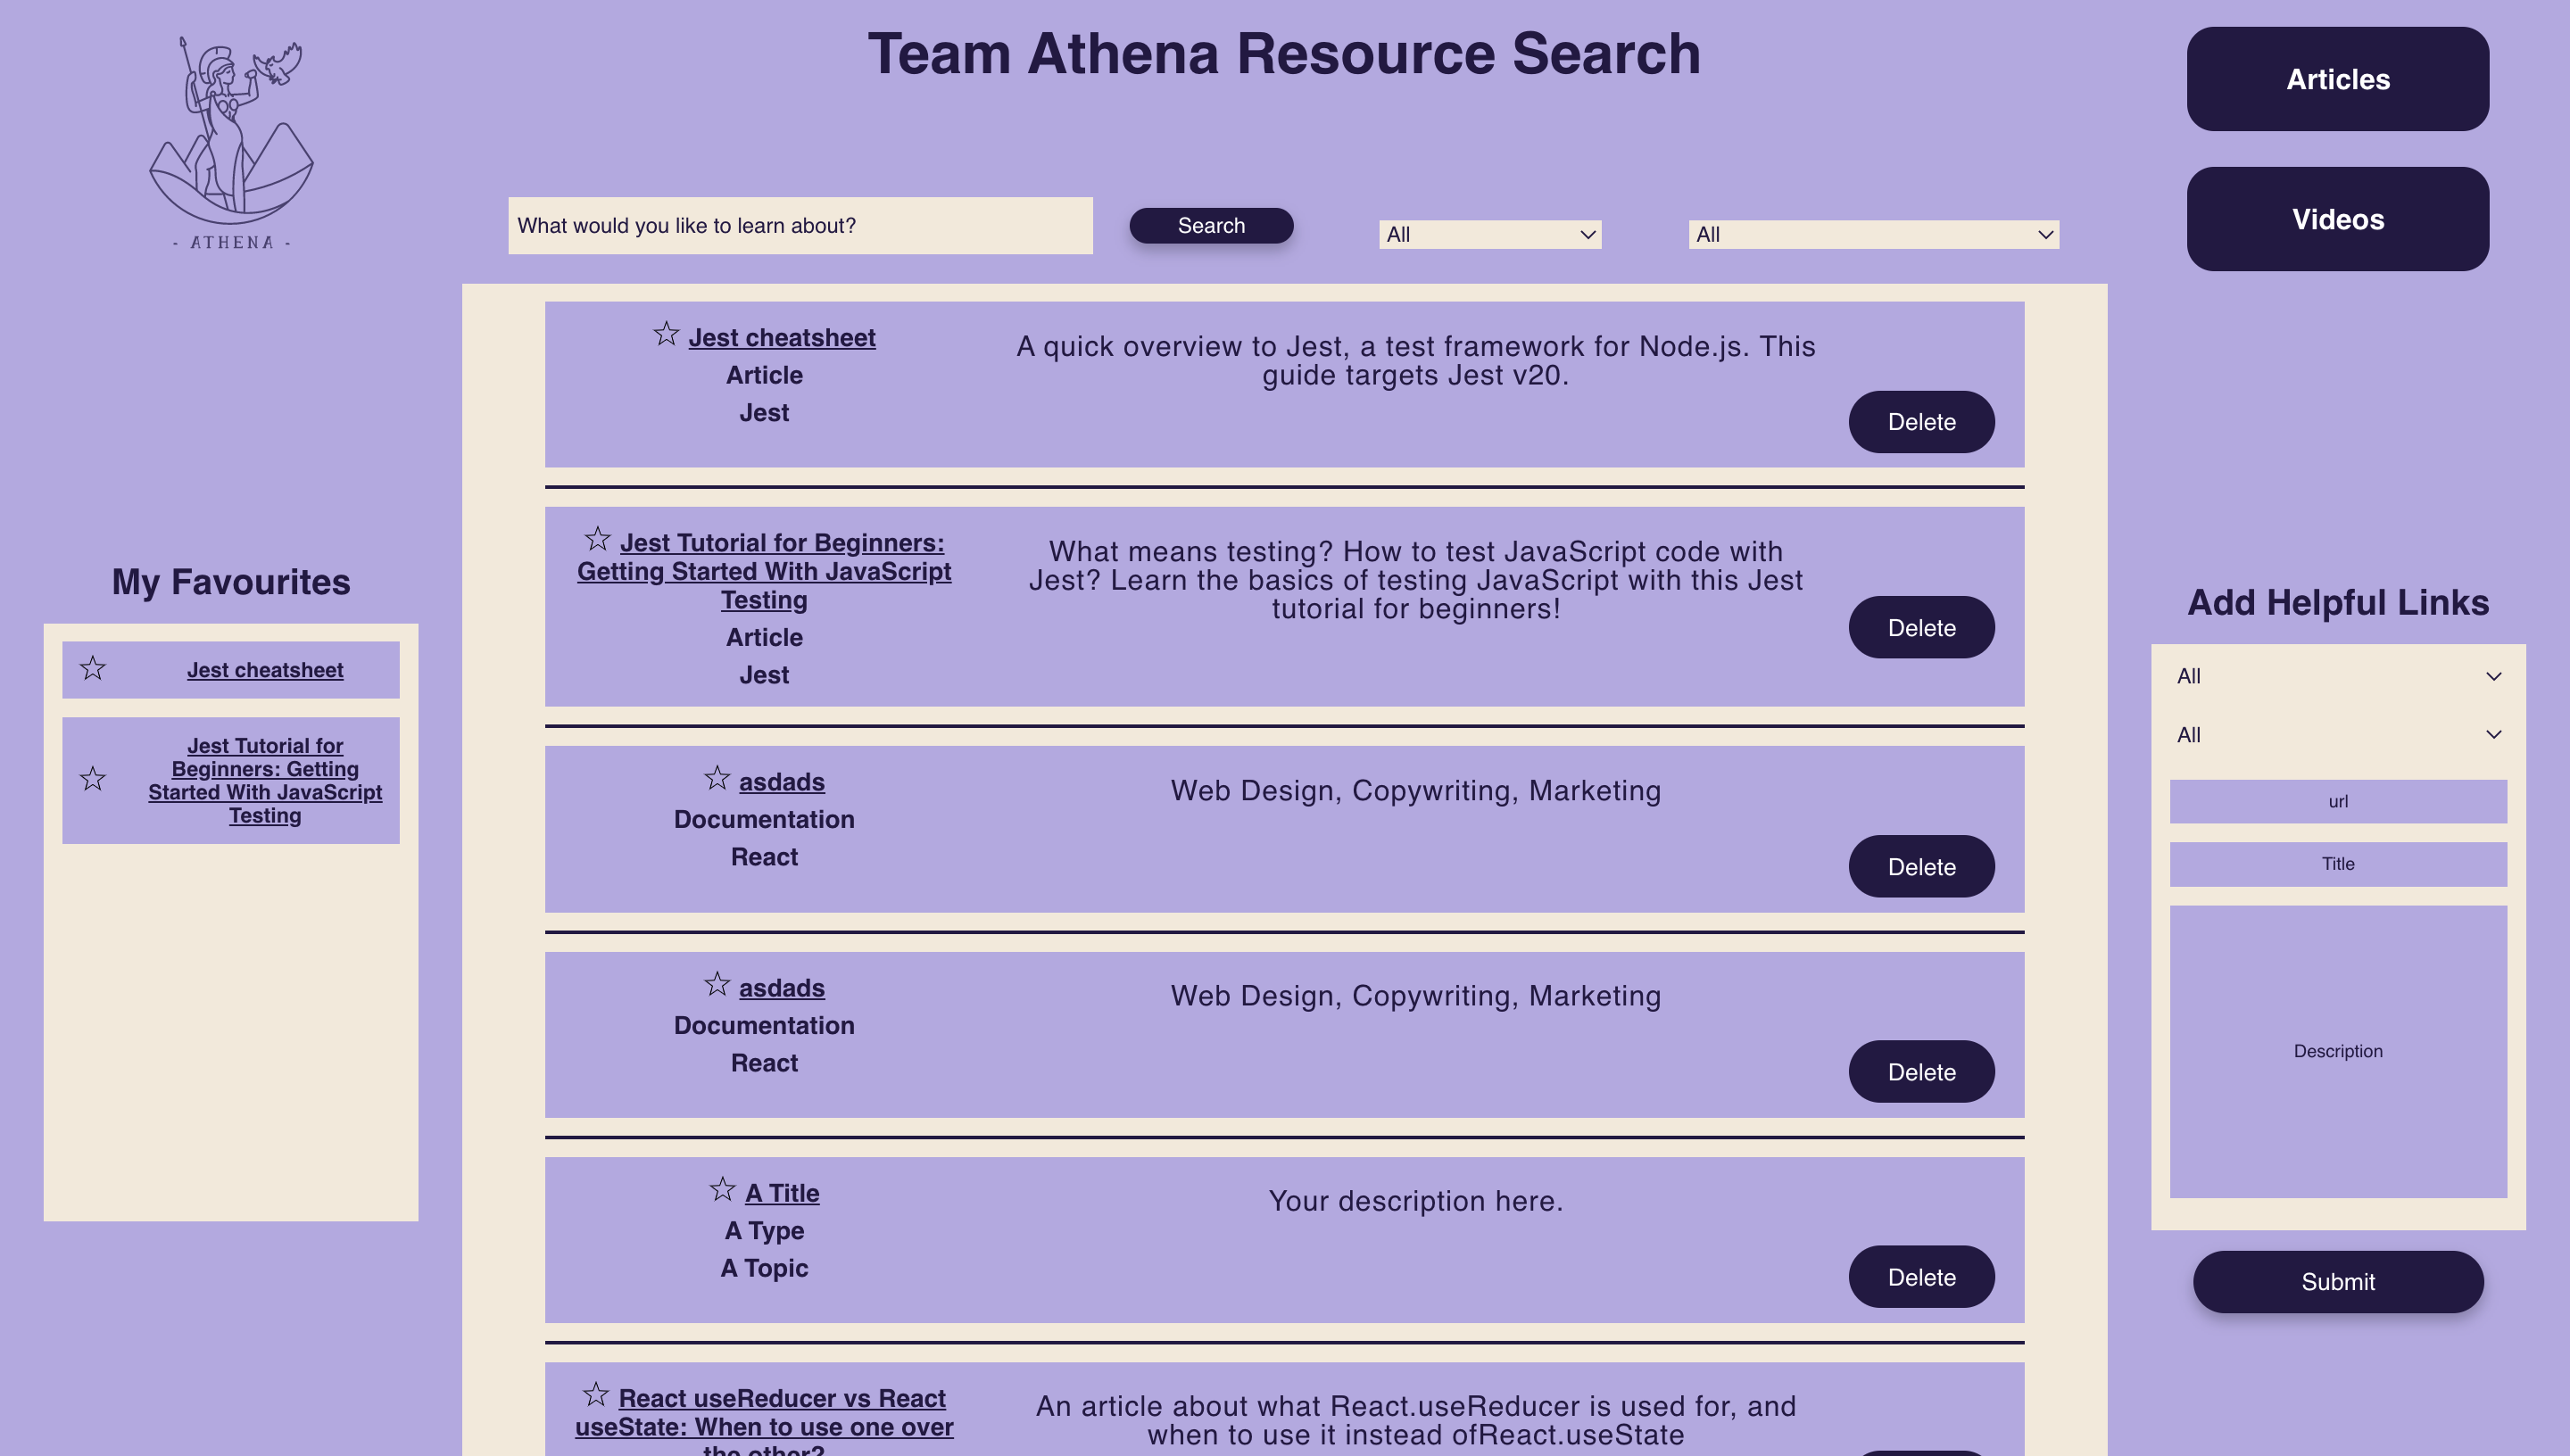 Team Athena Resource Search
Articles
Videos
- ATHENA -
What would you like to learn about?
Search
All
All
My Favourites
Jest cheatsheet
Jest Tutorial for
Beginners: Getting
Started With JavaScript
Testing
Jest cheatsheet
Article
Jest
A quick overview to Jest, a test framework for Node.js. This
guide targets Jest v20.
Delete
Jest Tutorial for Beginners:
Getting Started With JavaScript
Testing
Article
Jest
What means testing? How to test JavaScript code with
Jest? Learn the basics of testing JavaScript with this Jest
tutorial for beginners!
Delete
asdads
Documentation
React
Web Design, Copywriting, Marketing
Delete
asdads
Documentation
React
Web Design, Copywriting, Marketing
Delete
A Title
A Type
A Topic
Your description here.
Delete
React useReducer vs React
useState: When to use one over
the other?
An article about what React.useReducer is used for, and
when to use it instead ofReact.useState
Add Helpful Links
All
All
url
Title
Description
Submit